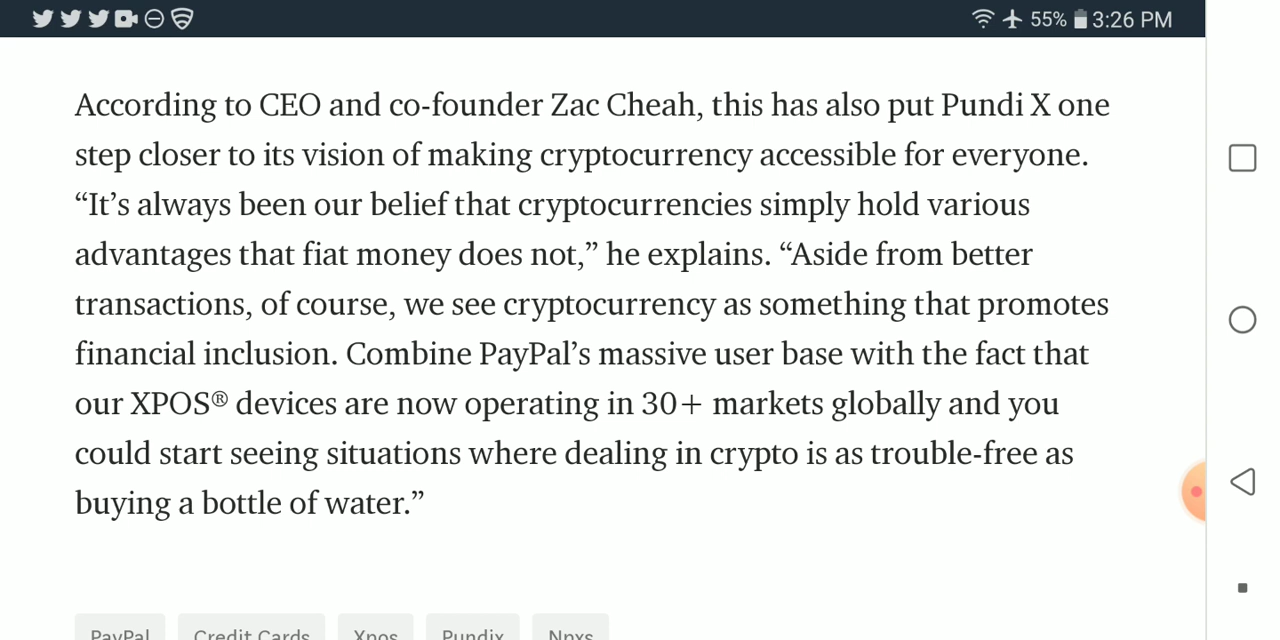 55% 3:26 PM
According to CEO and co-founder Zac Cheah, this has also put Pundi X one
step closer to its vision of making cryptocurrency accessible for everyone.
“It’s always been our belief that cryptocurrencies simply hold various
advantages that fiat money does not,” he explains. “Aside from better
transactions, of course, we see cryptocurrency as something that promotes
financial inclusion. Combine PayPal’s massive user base with the fact that
our XPOS® devices are now operating in 30+ markets globally and you
could start seeing situations where dealing in crypto is as trouble-free as
buying a bottle of water.”
PayPal Credit Cards Xpos Pundix Npxs